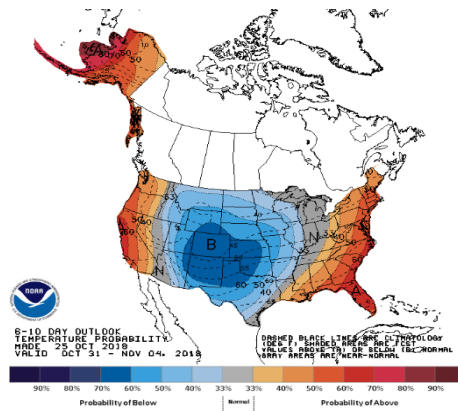 B
N
N
A
NOAA
6-10 DAY OUTLOOK
TEMPERATURE PROBABILITY
MADE 25 OCT 2018
VALID OCT 31 - NOV 04, 2018
DASHED BLACK LINES ARE CLIMATOLOGY
(DEG F) SHADED AREAS ARE FCST
VALUES ABOVE (A) OR BELOW (B) NORMAL
GRAY AREAS ARE NEAR-NORMAL
90% 80% 70% 60% 50% 40% 33% 33% 40% 50% 60% 70% 80% 90%
Probability of Below Normal Probability of Above